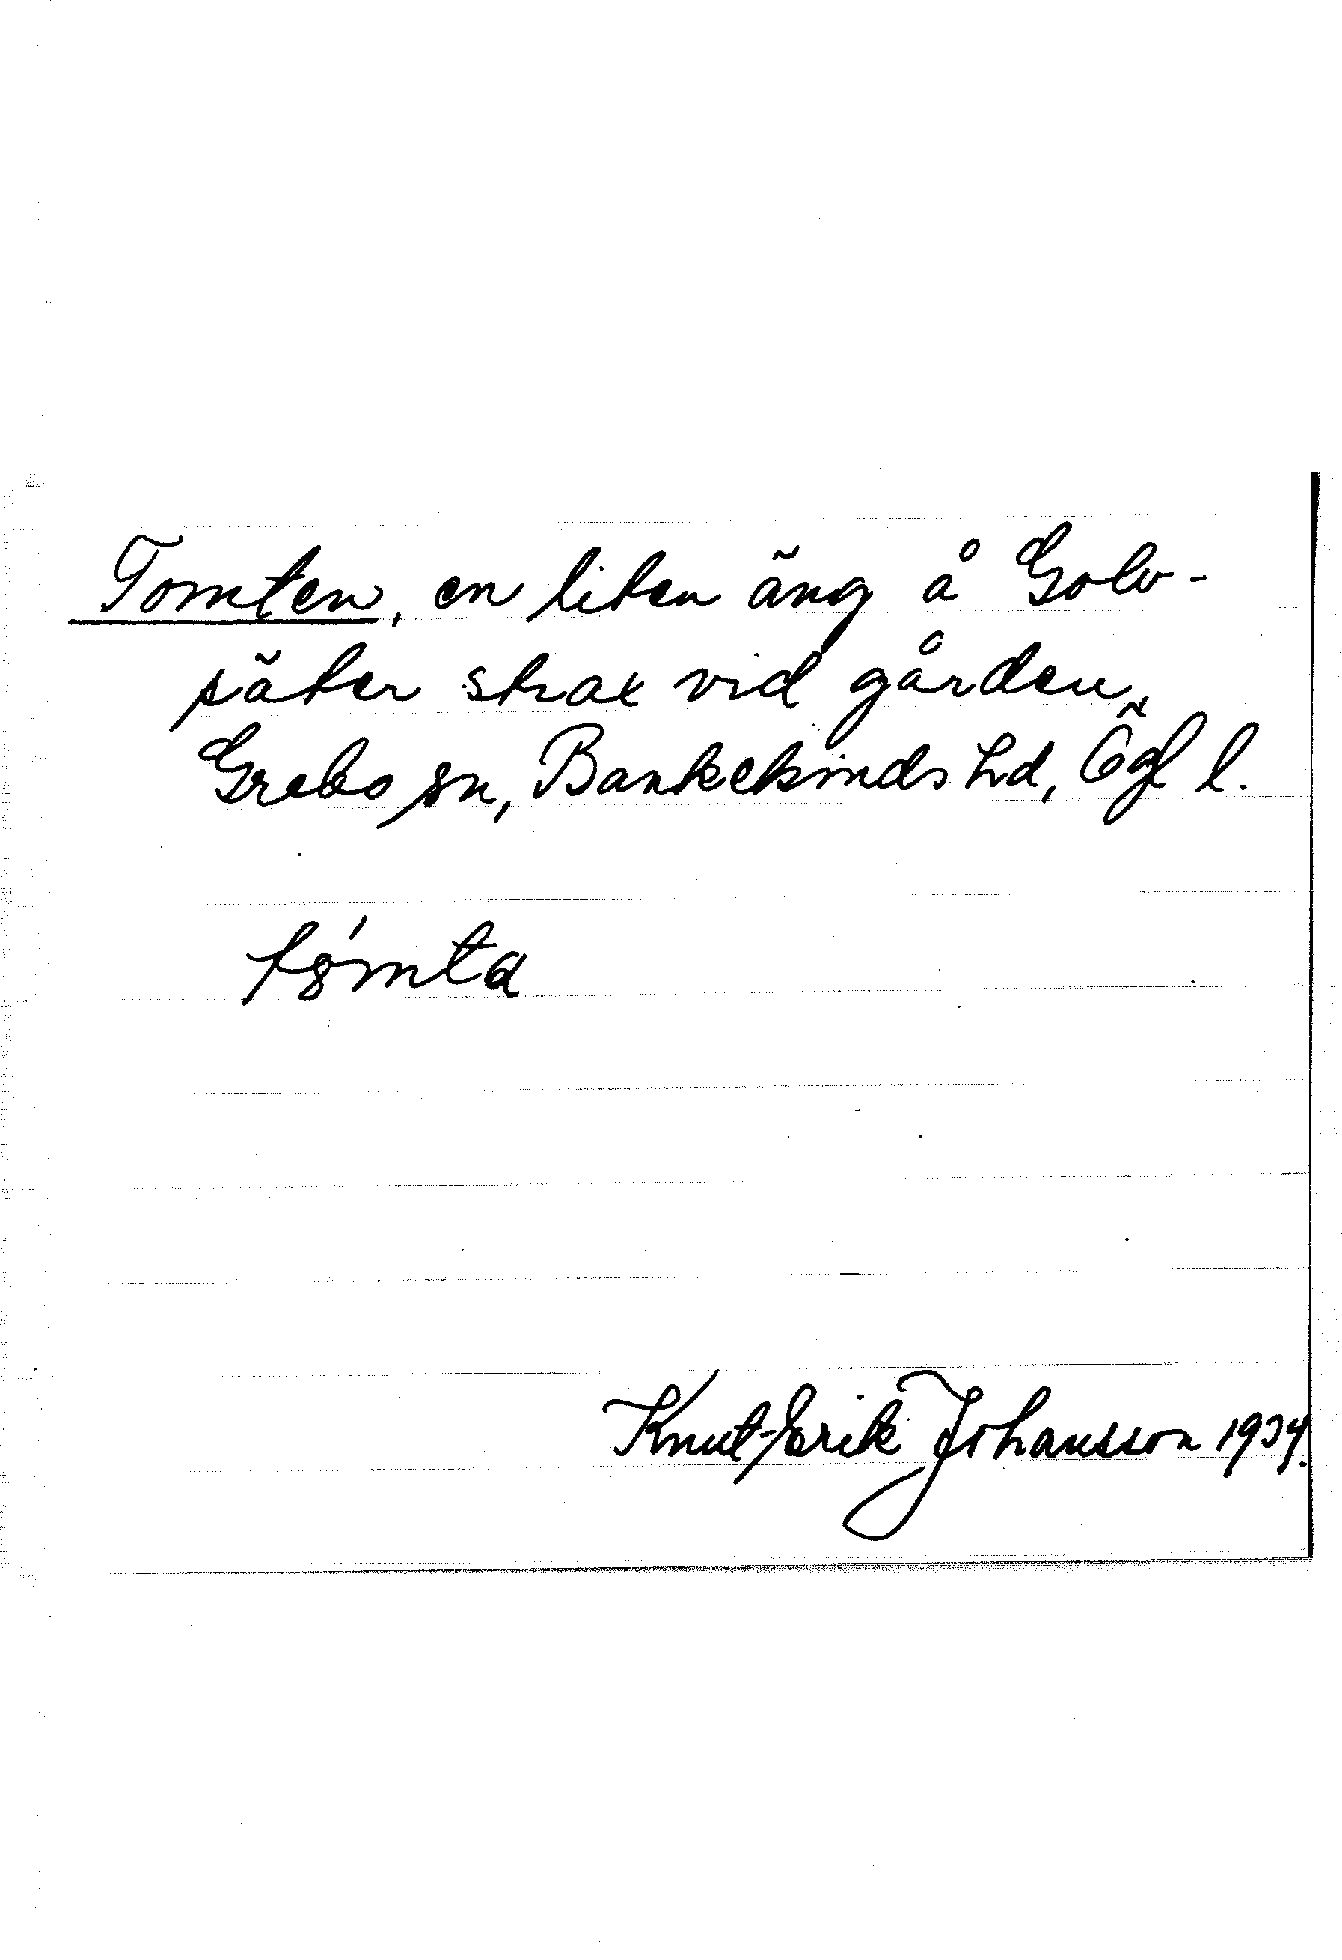 Tomten, en liten äng å Golv-
säter strax vid gården,
Grebo sn, Bankekinds hd, Ögl l.
tómta
Knut-Erik Johansson 1934.